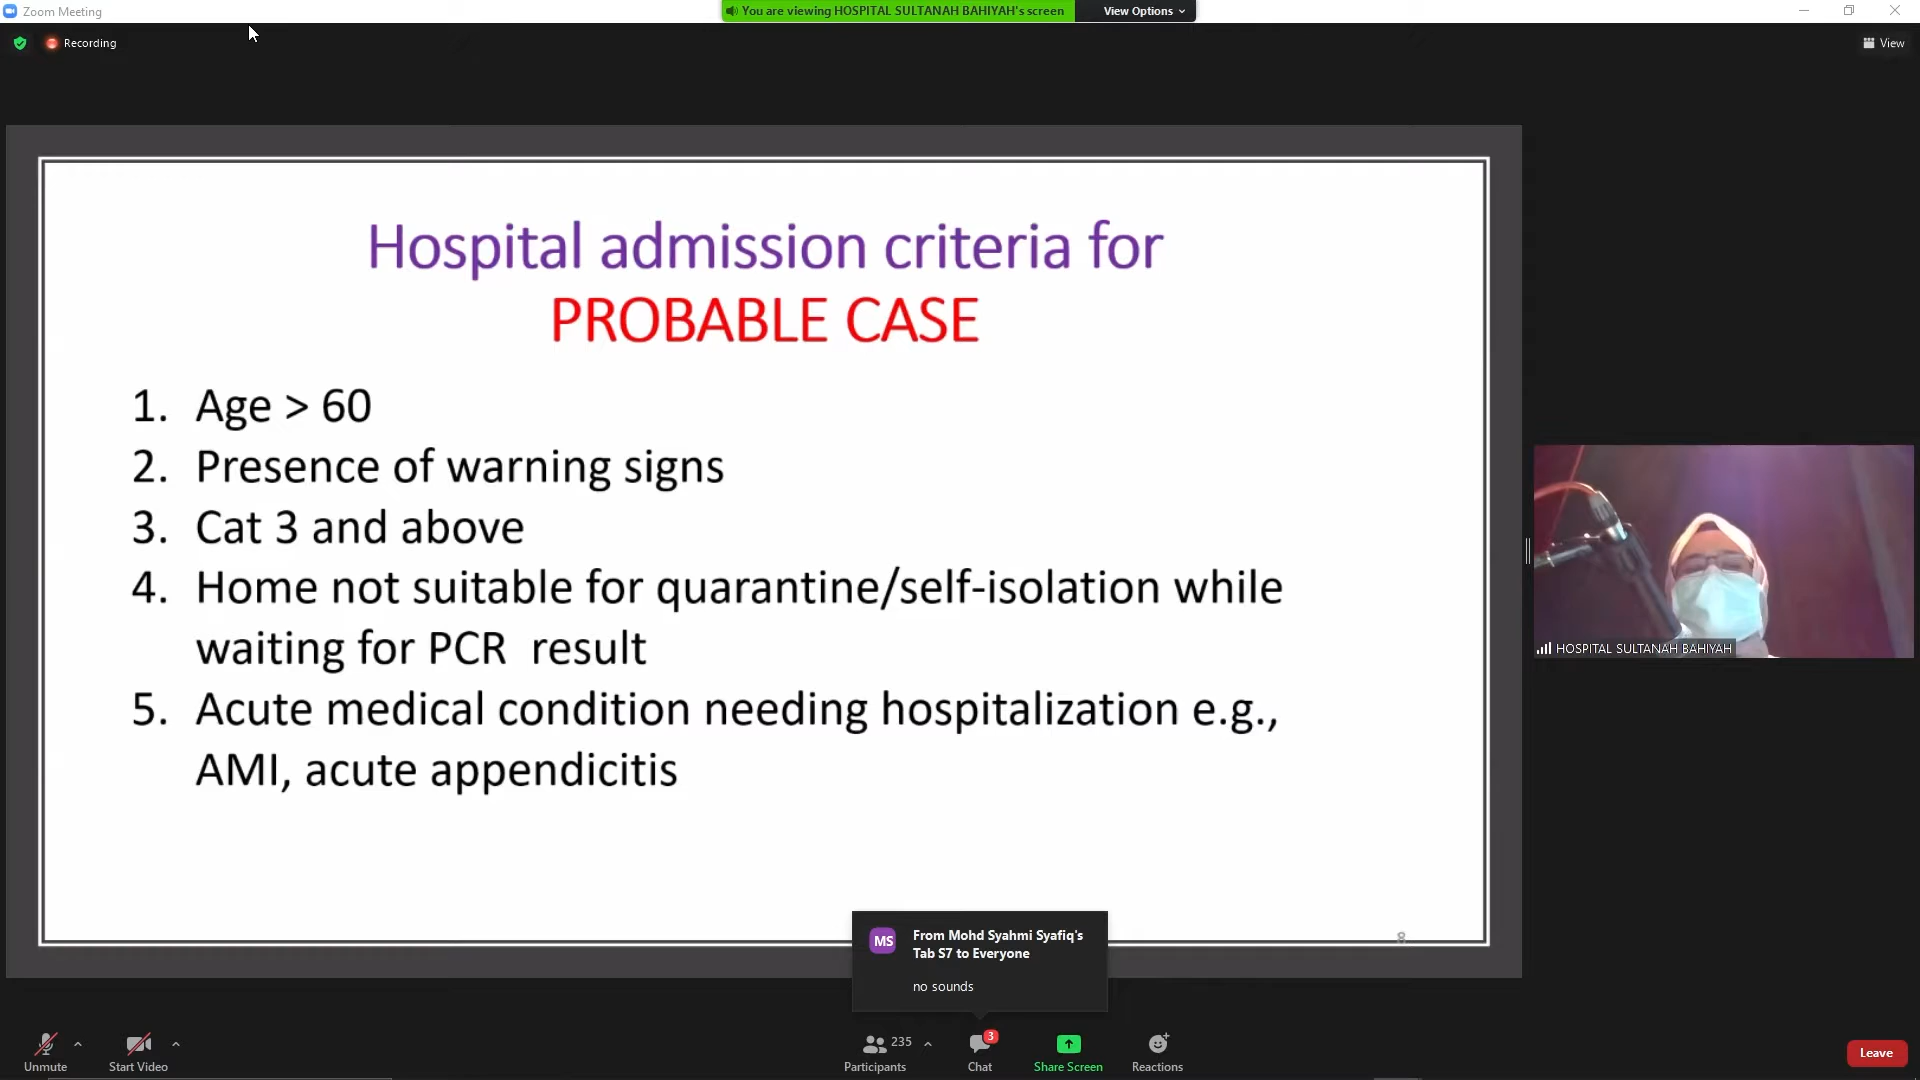 Zoom Meeting
You are viewing HOSPITAL SULTANAH BAHIYAH's screen
View Options
Recording
View
Hospital admission criteria for
PROBABLE CASE
1. Age > 60
2. Presence of warning signs
3. Cat 3 and above
4. Home not suitable for quarantine/self-isolation while
waiting for PCR result
5. Acute medical condition needing hospitalization e.g.,
AMI, acute appendicitis
8
HOSPITAL SULTANAH BAHIYAH
MS
From Mohd Syahmi Syafiq's
Tab S7 to Everyone
no sounds
Unmute
Start Video
235
Participants
3
Chat
Share Screen
Reactions
Leave